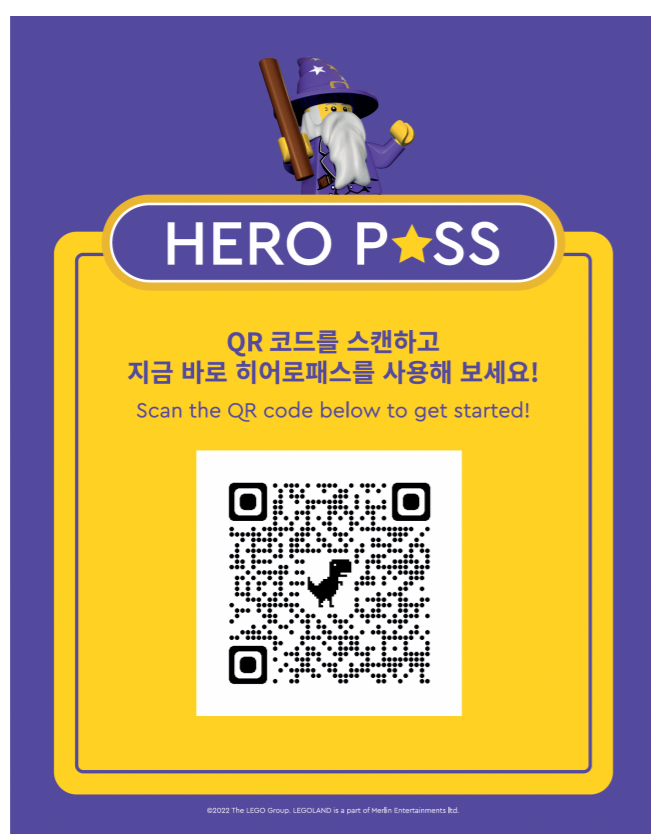 HERO PASS
QR 코드를 스캔하고
지금 바로 히어로패스를 사용해 보세요!
Scan the QR code below to get started!
©2022 The LEGO Group. LEGOLAND is a part of Merlin Entertainments ltd.